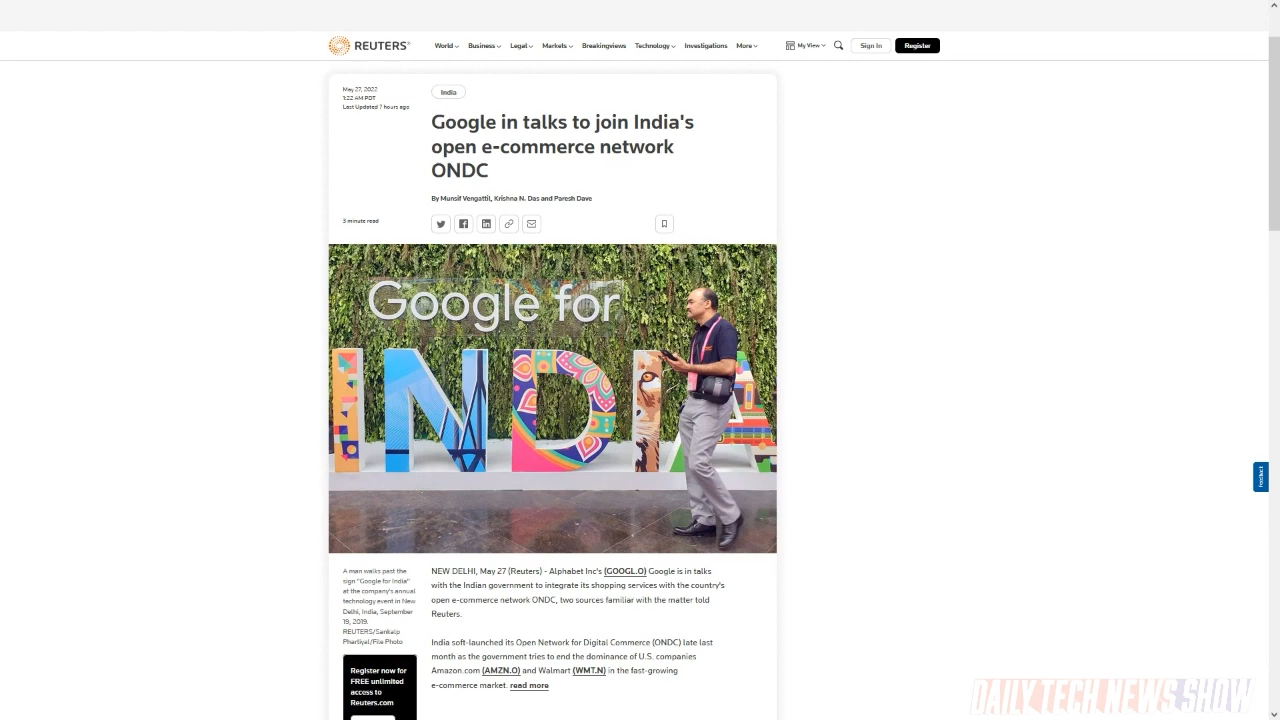 REUTERS®
World Business Legal Markets Breakingviews Technology Investigations More
My View
Sign In
Register
May 27, 2022
1:22 AM PDT
Last Updated 7 hours ago
India
Google in talks to join India's
open e-commerce network
ONDC
By Munsif Vengattil, Krishna N. Das and Paresh Dave
3 minute read
Google for
INDIA
A man walks past the
sign "Google for India"
at the company's annual
technology event in New
Delhi, India, September
19, 2019.
REUTERS/Sankalp
Phartiyal/File Photo
NEW DELHI, May 27 (Reuters) - Alphabet Inc's (GOOGL.O) Google is in talks
with the Indian government to integrate its shopping services with the country's
open e-commerce network ONDC, two sources familiar with the matter told
Reuters.
India soft-launched its Open Network for Digital Commerce (ONDC) late last
month as the government tries to end the dominance of U.S. companies
Amazon.com (AMZN.O) and Walmart (WMT.N) in the fast-growing
e-commerce market. read more
Register now for
FREE unlimited
access to
Reuters.com
Feedback
DAILY TECH NEWS SHOW